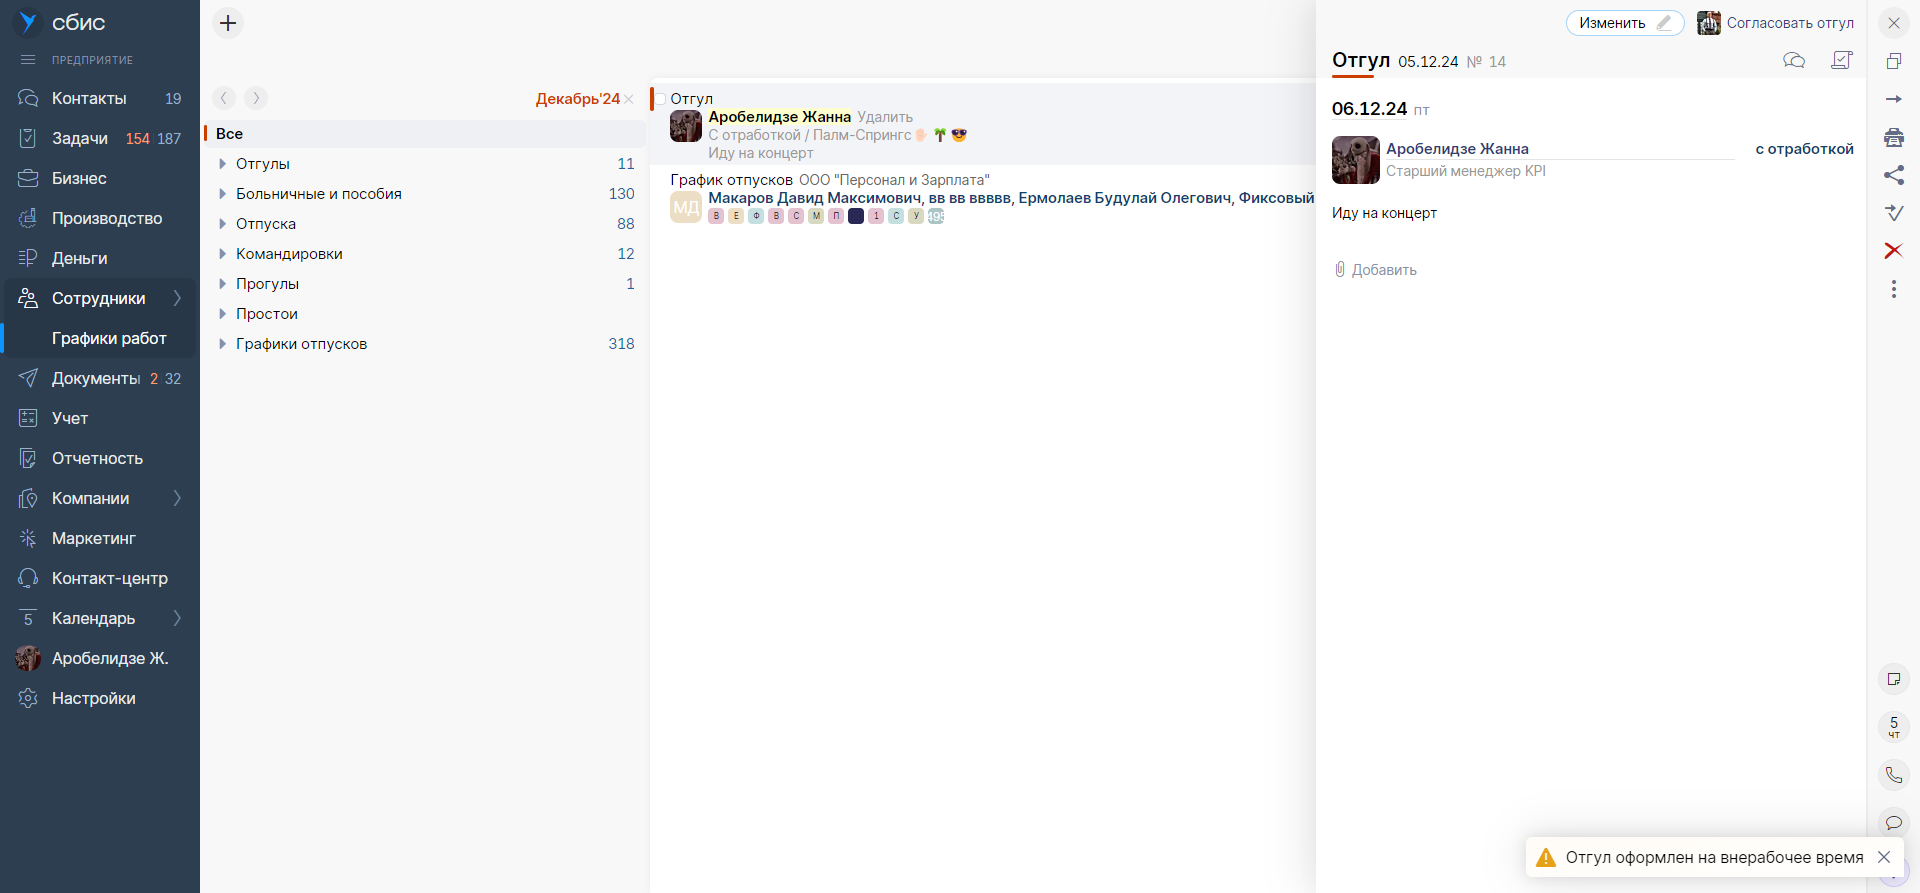 сбис
ПРЕДПРИЯТИЕ
Контакты 19
Задачи 154 187
Бизнес
Производство
Деньги
Сотрудники
Графики работ
Документы 2 32
Учет
Отчетность
Компании
Маркетинг
Контакт-центр
5 Календарь
Аробелидзе Ж.
Настройки
Декабрь'24
Все
Отгулы 11
Больничные и пособия 130
Отпуска 88
Командировки 12
Прогулы 1
Простои
Графики отпусков 318
Отгул
Аробелидзе Жанна Удалить
С отработкой / Палм-Спрингс✋🏻 🌴 😎
Иду на концерт
График отпусков ООО "Персонал и Зарплата"
МД Макаров Давид Максимович, вв вв ввввв, Ермолаев Будулай Олегович, Фиксовый
В Е Ф В С М П 1 С У 495
Изменить Согласовать отгул
Отгул 05.12.24 № 14
06.12.24 пт
Аробелидзе Жанна с отработкой
Старший менеджер KPI
Иду на концерт
Добавить
5
чт
Отгул оформлен на внерабочее время